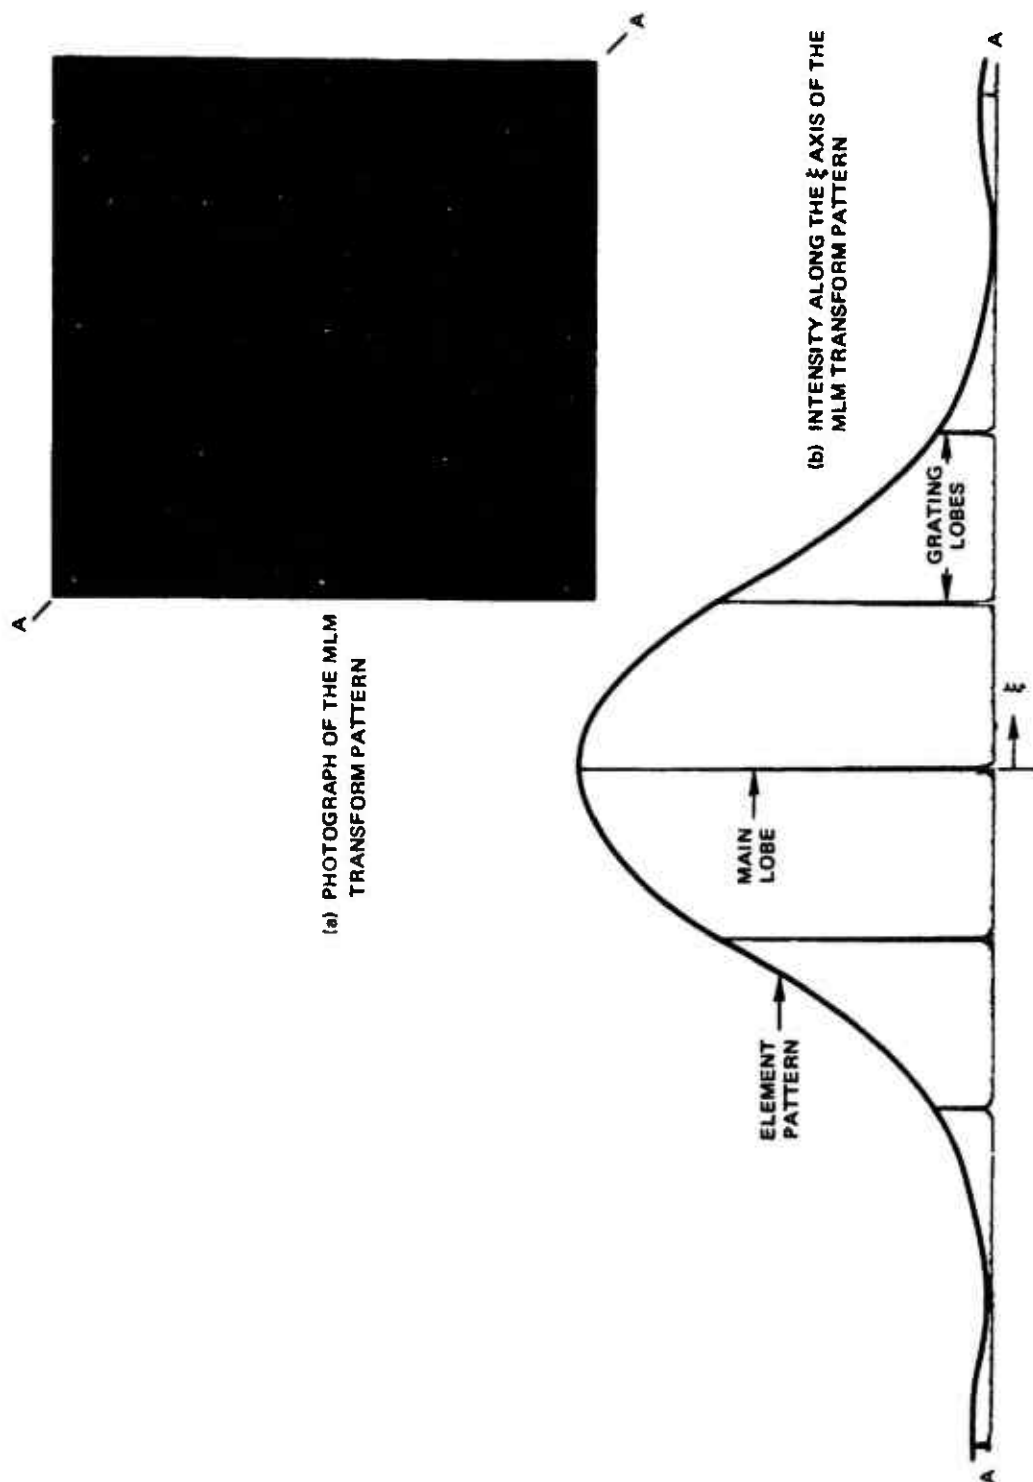 A
A
(a) PHOTOGRAPH OF THE MLM
TRANSFORM PATTERN
(b) INTENSITY ALONG THE ξ AXIS OF THE
MLM TRANSFORM PATTERN
ELEMENT
PATTERN
MAIN
LOBE
GRATING
LOBES
ξ
A
A